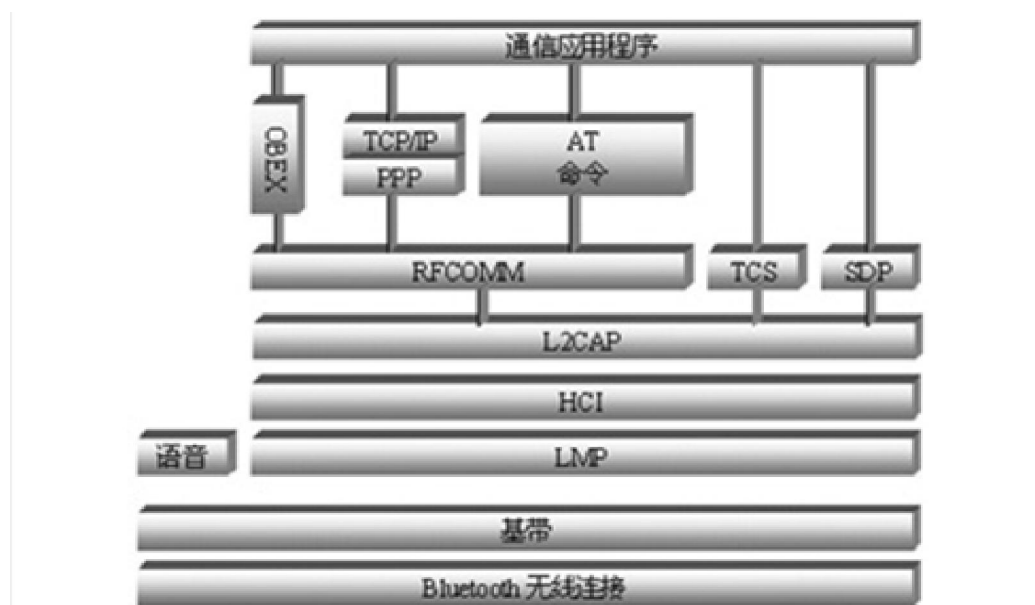 通信应用程序
OBEX
TCP/IP
PPP
AT
命令
RFCOMM
TCS
SDP
L2CAP
HCI
语音
LMP
基带
Bluetooth 无线连接